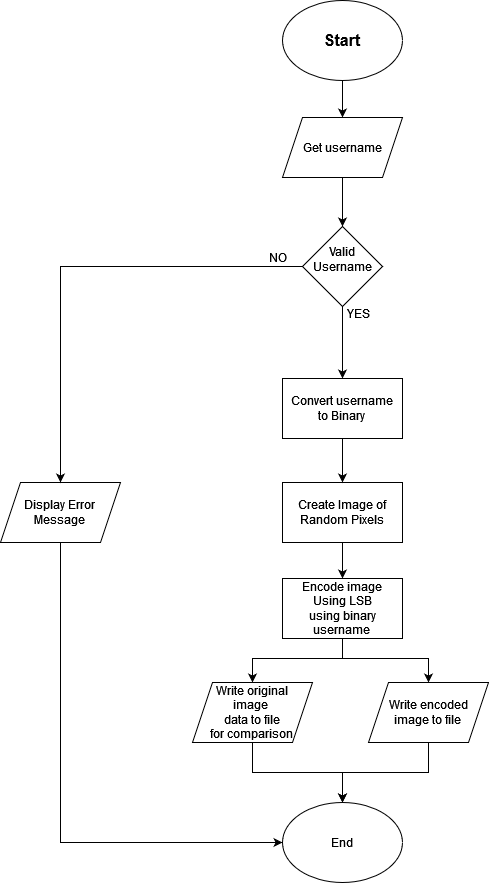 Start
Get username
Valid
Username
NO
YES
Convert username
to Binary
Display Error
Message
Create Image of
Random Pixels
Encode image
Using LSB
using binary
username
Write original
image
data to file
for comparison
Write encoded
image to file
End